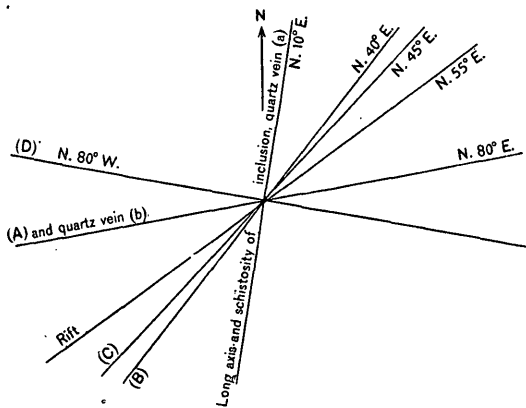 N
N. 10° E.
N. 40° E.
N. 45° E.
N. 55° E.
inclusion, quartz vein (a)
(D)
N. 80° W.
N. 80° E.
(A) and quartz vein (b).
Rift
(C)
(B)
Long axis and schistosity of